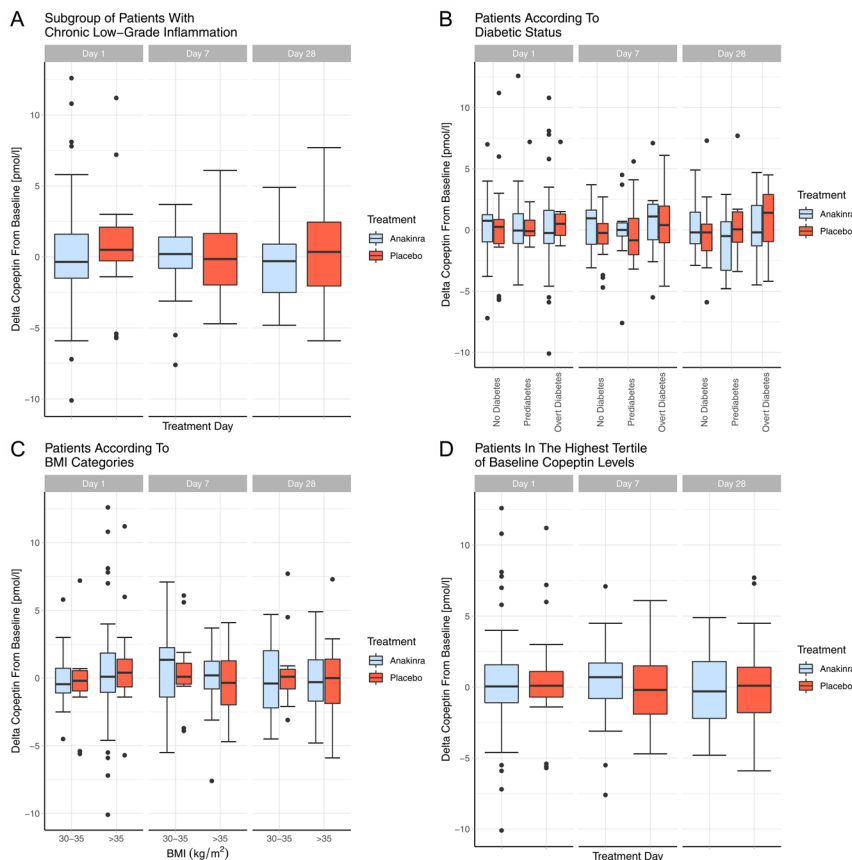 A
Subgroup of Patients With
Chronic Low-Grade Inflammation
Day 1
Day 7
Day 28
Delta Copeptin From Baseline [pmol/l]
10
5
0
−5
−10
Treatment Day
Treatment
Anakinra
Placebo
B
Patients According To
Diabetic Status
Day 1
Day 7
Day 28
Delta Copeptin From Baseline [pmol/l]
10
5
0
−5
−10
No Diabetes
Prediabetes
Overt Diabetes
No Diabetes
Prediabetes
Overt Diabetes
No Diabetes
Prediabetes
Overt Diabetes
Treatment
Anakinra
Placebo
C
Patients According To
BMI Categories
Day 1
Day 7
Day 28
Delta Copeptin From Baseline [pmol/l]
10
5
0
−5
−10
30−35 >35 30−35 >35 30−35 >35
BMI (kg/m²)
Treatment
Anakinra
Placebo
D
Patients In The Highest Tertile
of Baseline Copeptin Levels
Day 1
Day 7
Day 28
Delta Copeptin From Baseline [pmol/l]
10
5
0
−5
−10
Treatment Day
Treatment
Anakinra
Placebo